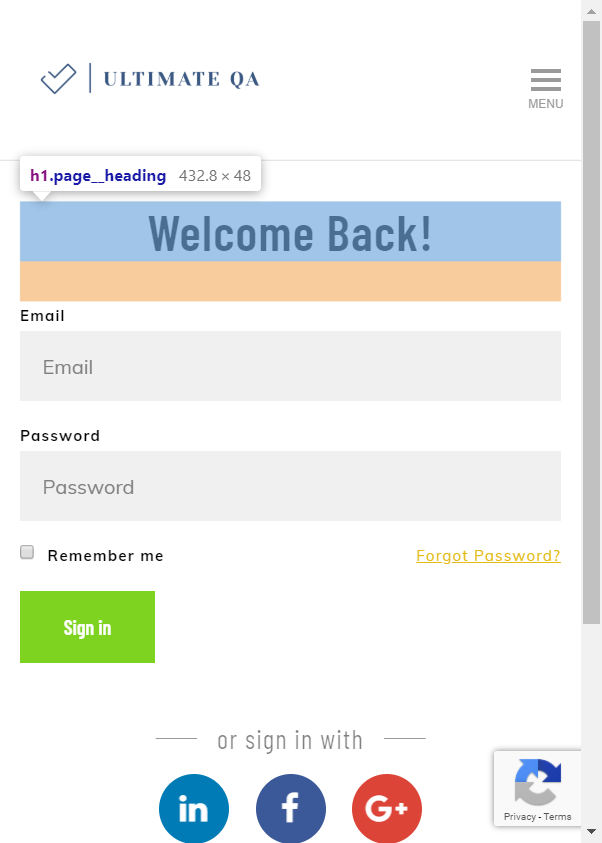 ULTIMATE QA
MENU
h1.page__heading 432.8 × 48
Welcome Back!
Email
Email
Password
Password
Remember me Forgot Password?
Sign in
or sign in with
in f G+
Privacy - Terms